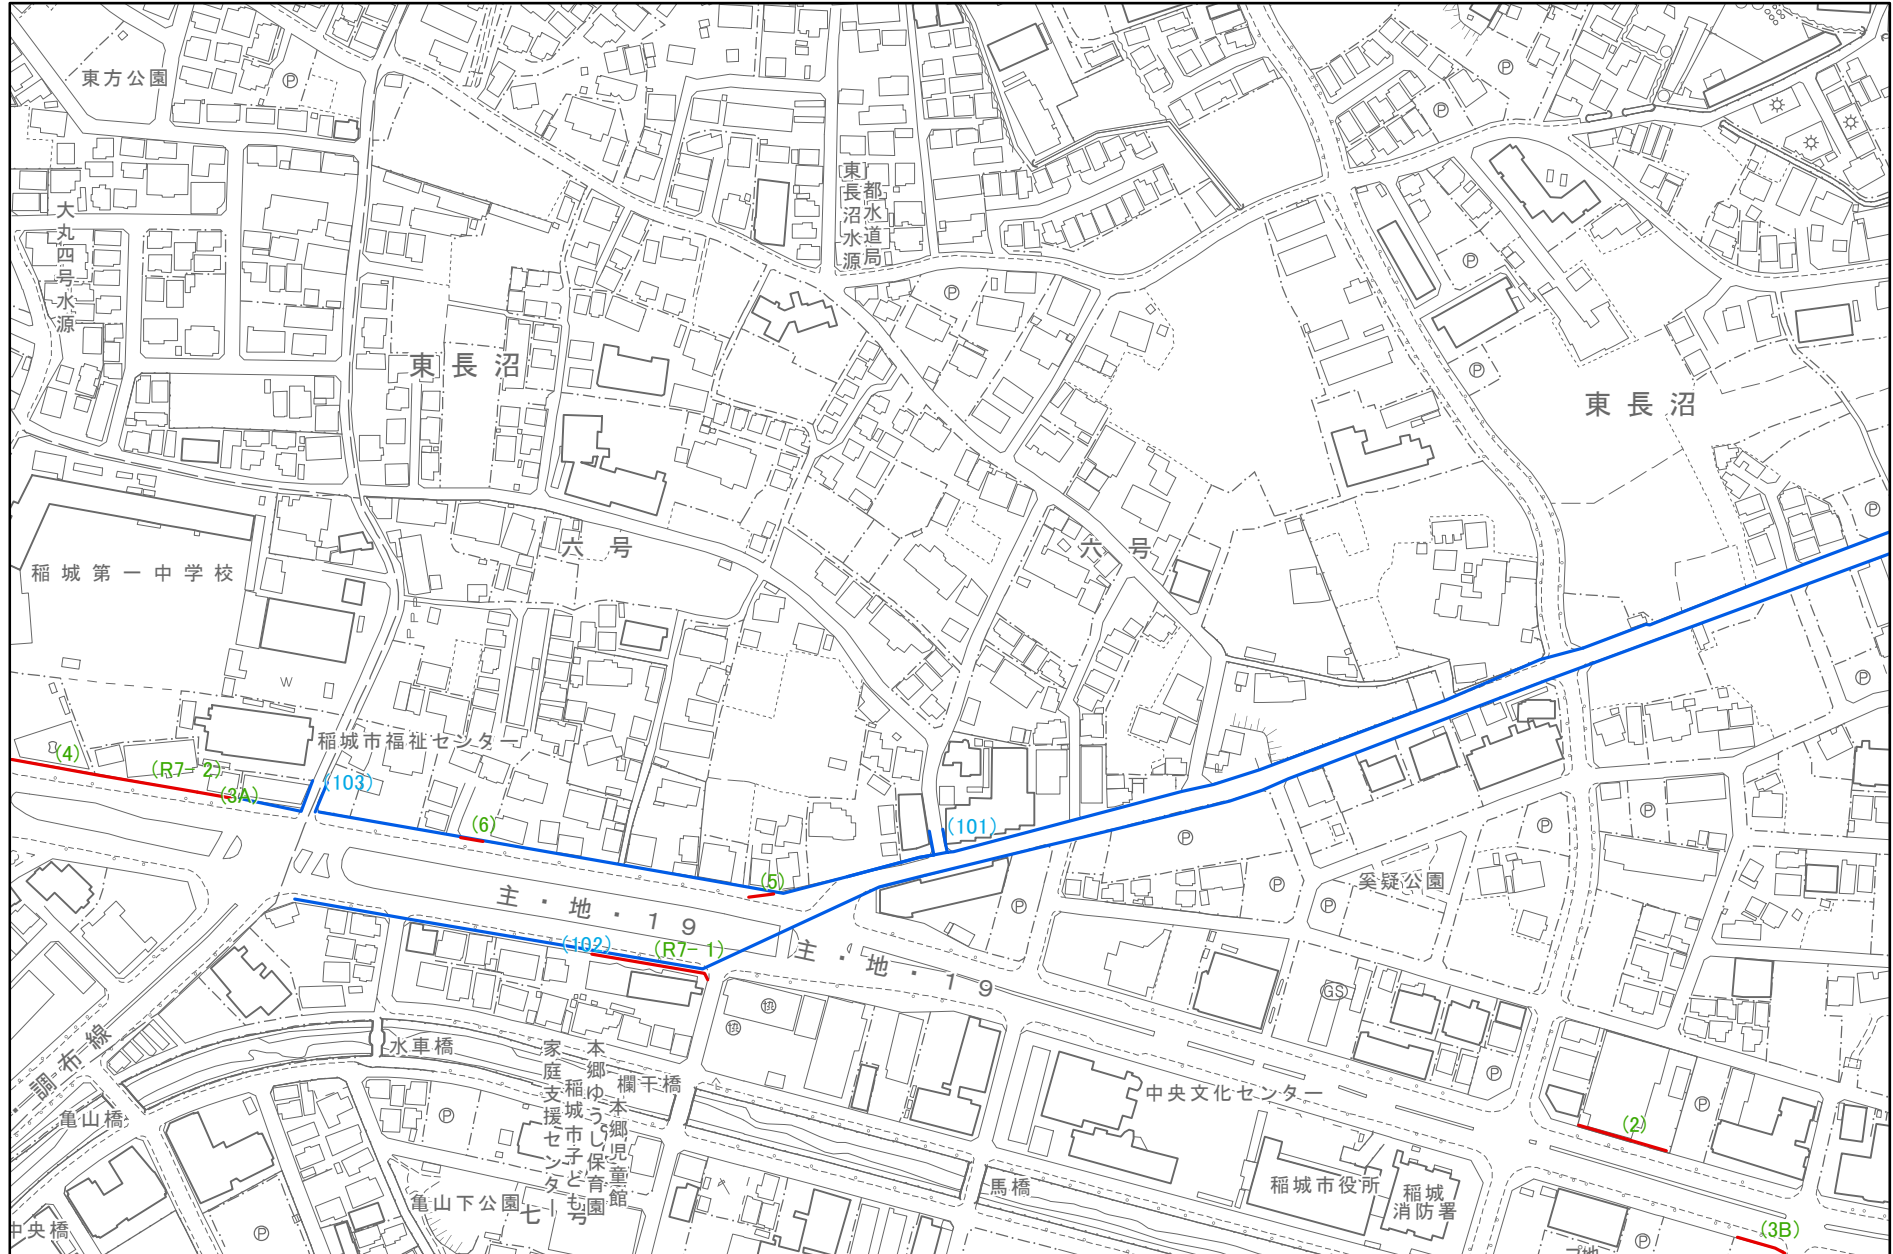 東方公園
Ⓟ
Ⓟ
Ⓟ
東長沼水源
都水道局
大丸四号水源
Ⓟ
Ⓟ
Ⓟ
東長沼
東長沼
Ⓟ
六号
六号
稲城第一中学校
W
Ⓟ
稲城市福祉センター
(4)
(R7-2)
(3A)
(103)
(6)
(101)
Ⓟ
Ⓟ
Ⓟ
(5)
Ⓟ
奚疑公園
主・地・19
Ⓟ
Ⓟ
(102)
(R7-1)
主・地・19
GS
調布線
水車橋
欄干橋
家庭支援センター
稲城市子ども
本郷ゆうし保育園
本郷児童館
Ⓟ
中央文化センター
Ⓟ
Ⓟ
亀山橋
(2)
亀山下公園
七号
馬橋
稲城市役所
稲城
消防署
中央橋
Ⓟ
Ⓟ
(3B)